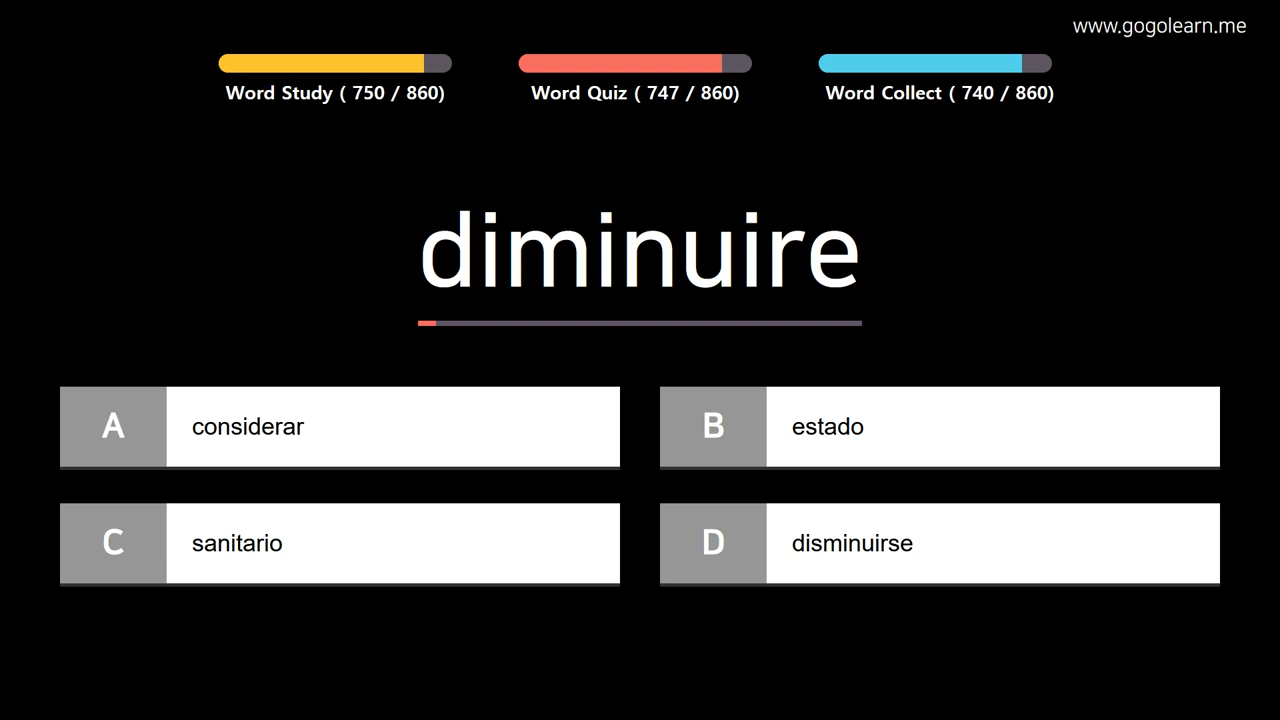 www.gogolearn.me
Word Study ( 750 / 860)
Word Quiz ( 747 / 860)
Word Collect ( 740 / 860)
diminuire
A
considerar
B
estado
C
sanitario
D
disminuirse